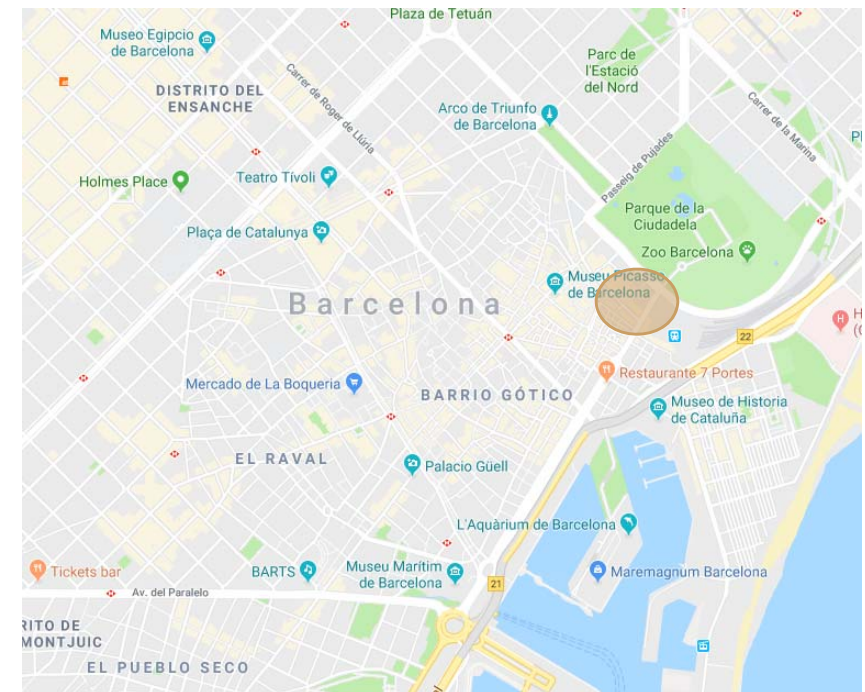 Plaza de Tetuán
Museo Egipcio
de Barcelona
Parc de
l'Estació
del Nord
DISTRITO DEL
ENSANCHE
Carrer de Roger de Llúria
Arco de Triunfo
de Barcelona
Carrer de la Marina
Passeig de Pujades
Holmes Place
Teatro Tívoli
Parque de la
Ciudadela
Plaça de Catalunya
Zoo Barcelona
Museu Picasso
de Barcelona
Barcelona
22
H
Restaurante 7 Portes
Mercado de La Boqueria
BARRIO GÓTICO
Museo de Historia
de Cataluña
EL RAVAL
Palacio Güell
L'Aquàrium de Barcelona
Tickets bar
BARTS
Museu Marítim
de Barcelona
21
Maremagnum Barcelona
Av. del Paralelo
RITO DE
MONTJUIC
EL PUEBLO SECO